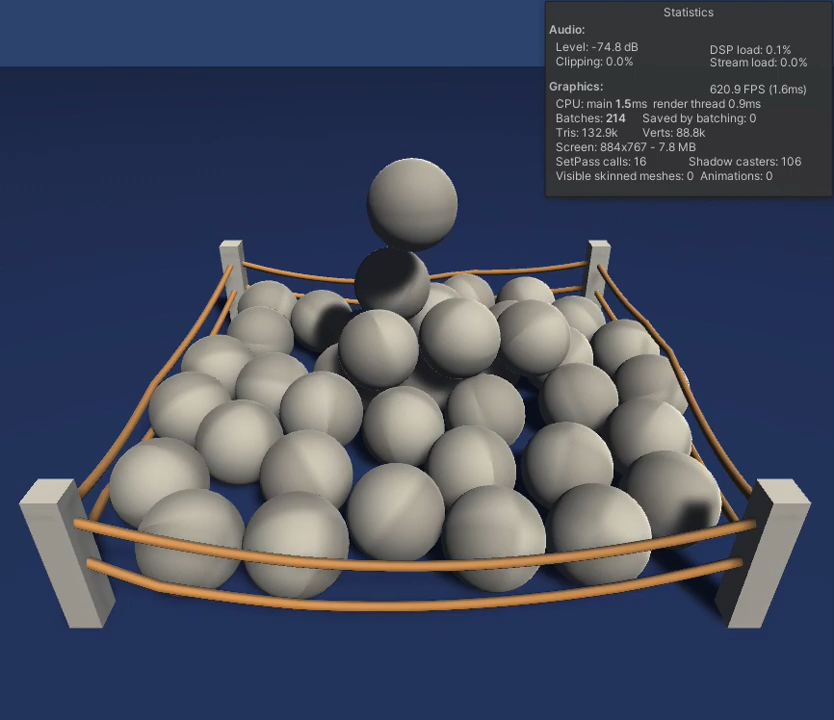 Statistics
Audio:
Level: -74.8 dB DSP load: 0.1%
Clipping: 0.0% Stream load: 0.0%
Graphics: 620.9 FPS (1.6ms)
CPU: main 1.5ms render thread 0.9ms
Batches: 214 Saved by batching: 0
Tris: 132.9k Verts: 88.8k
Screen: 884x767 - 7.8 MB
SetPass calls: 16 Shadow casters: 106
Visible skinned meshes: 0 Animations: 0